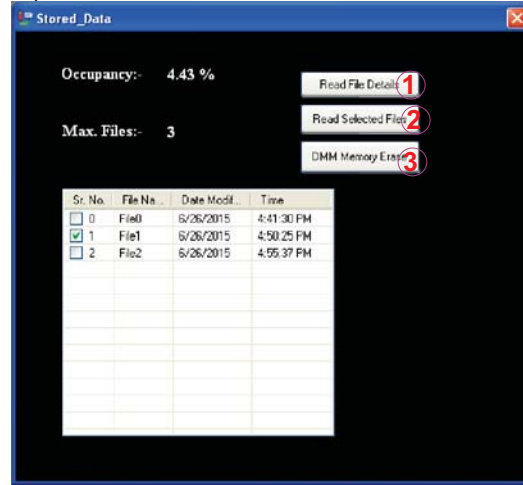 Stored_Data
Occupancy:- 4.43 %
Read File Details 1
Read Selected Files 2
Max. Files:- 3
DMM Memory Erase 3
Sr. No. File Na... Date Modif... Time
0 File0 6/26/2015 4:41:30 PM
1 File1 6/26/2015 4:50:25 PM
2 File2 6/26/2015 4:55:37 PM